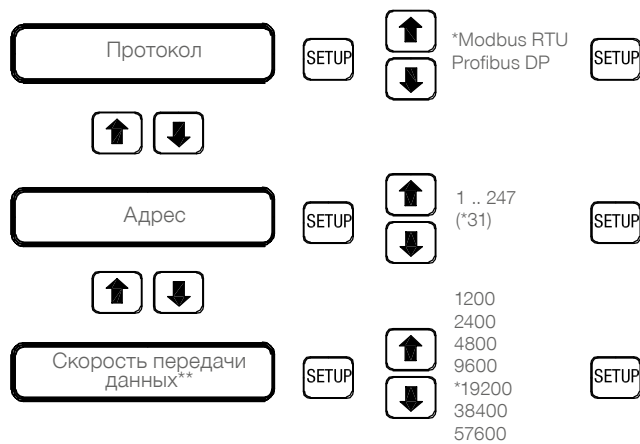 Протокол
SETUP
*Modbus RTU
Profibus DP
SETUP
Адрес
SETUP
1 .. 247
(*31)
SETUP
Скорость передачи
данных**
SETUP
1200
2400
4800
9600
*19200
38400
57600
SETUP